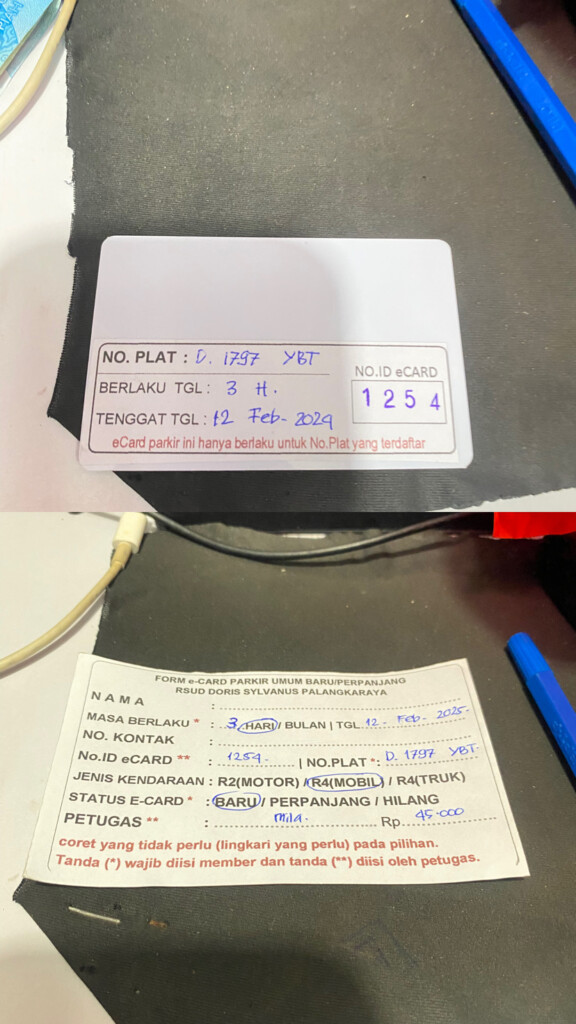 NO. PLAT : D. 1797 YBT
BERLAKU TGL : 3 H.
TENGGAT TGL : 12 Feb- 2029
NO.ID eCARD
1254
eCard parkir ini hanya berlaku untuk No.Plat yang terdaftar
FORM e-CARD PARKIR UMUM BARU/PERPANJANG
RSUD DORIS SYLVANUS PALANGKARAYA
NAMA :
MASA BERLAKU * : 3 HARI / BULAN | TGL. 12 - Feb - 2025.
NO. KONTAK :
No.ID eCARD ** : 1254. | NO.PLAT * : D. 1797 YBT.
JENIS KENDARAAN : R2(MOTOR) / R4(MOBIL) / R4(TRUK)
STATUS E-CARD * : BARU / PERPANJANG / HILANG
PETUGAS ** : Mila. Rp. 45.000
coret yang tidak perlu (lingkari yang perlu) pada pilihan.
Tanda (*) wajib diisi member dan tanda (**) diisi oleh petugas.